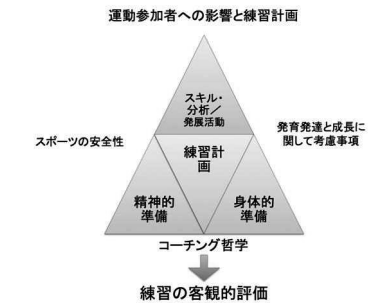 運動参加者への影響と練習計画
スキル・
分析／
発展活動
スポーツの安全性
発育発達と成長に
関して考慮事項
練習計
画
精神的
準備
身体的
準備
コーチング哲学
練習の客観的評価